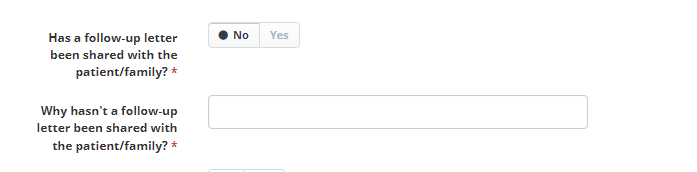 Has a follow-up letter
been shared with the
patient/family? *
No Yes
Why hasn't a follow-up
letter been shared with
the patient/family? *